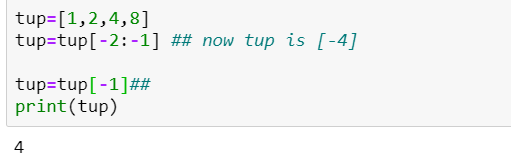 tup=[1,2,4,8]
tup=tup[-2:-1] ## now tup is [-4]
tup=tup[-1]##
print(tup)
4